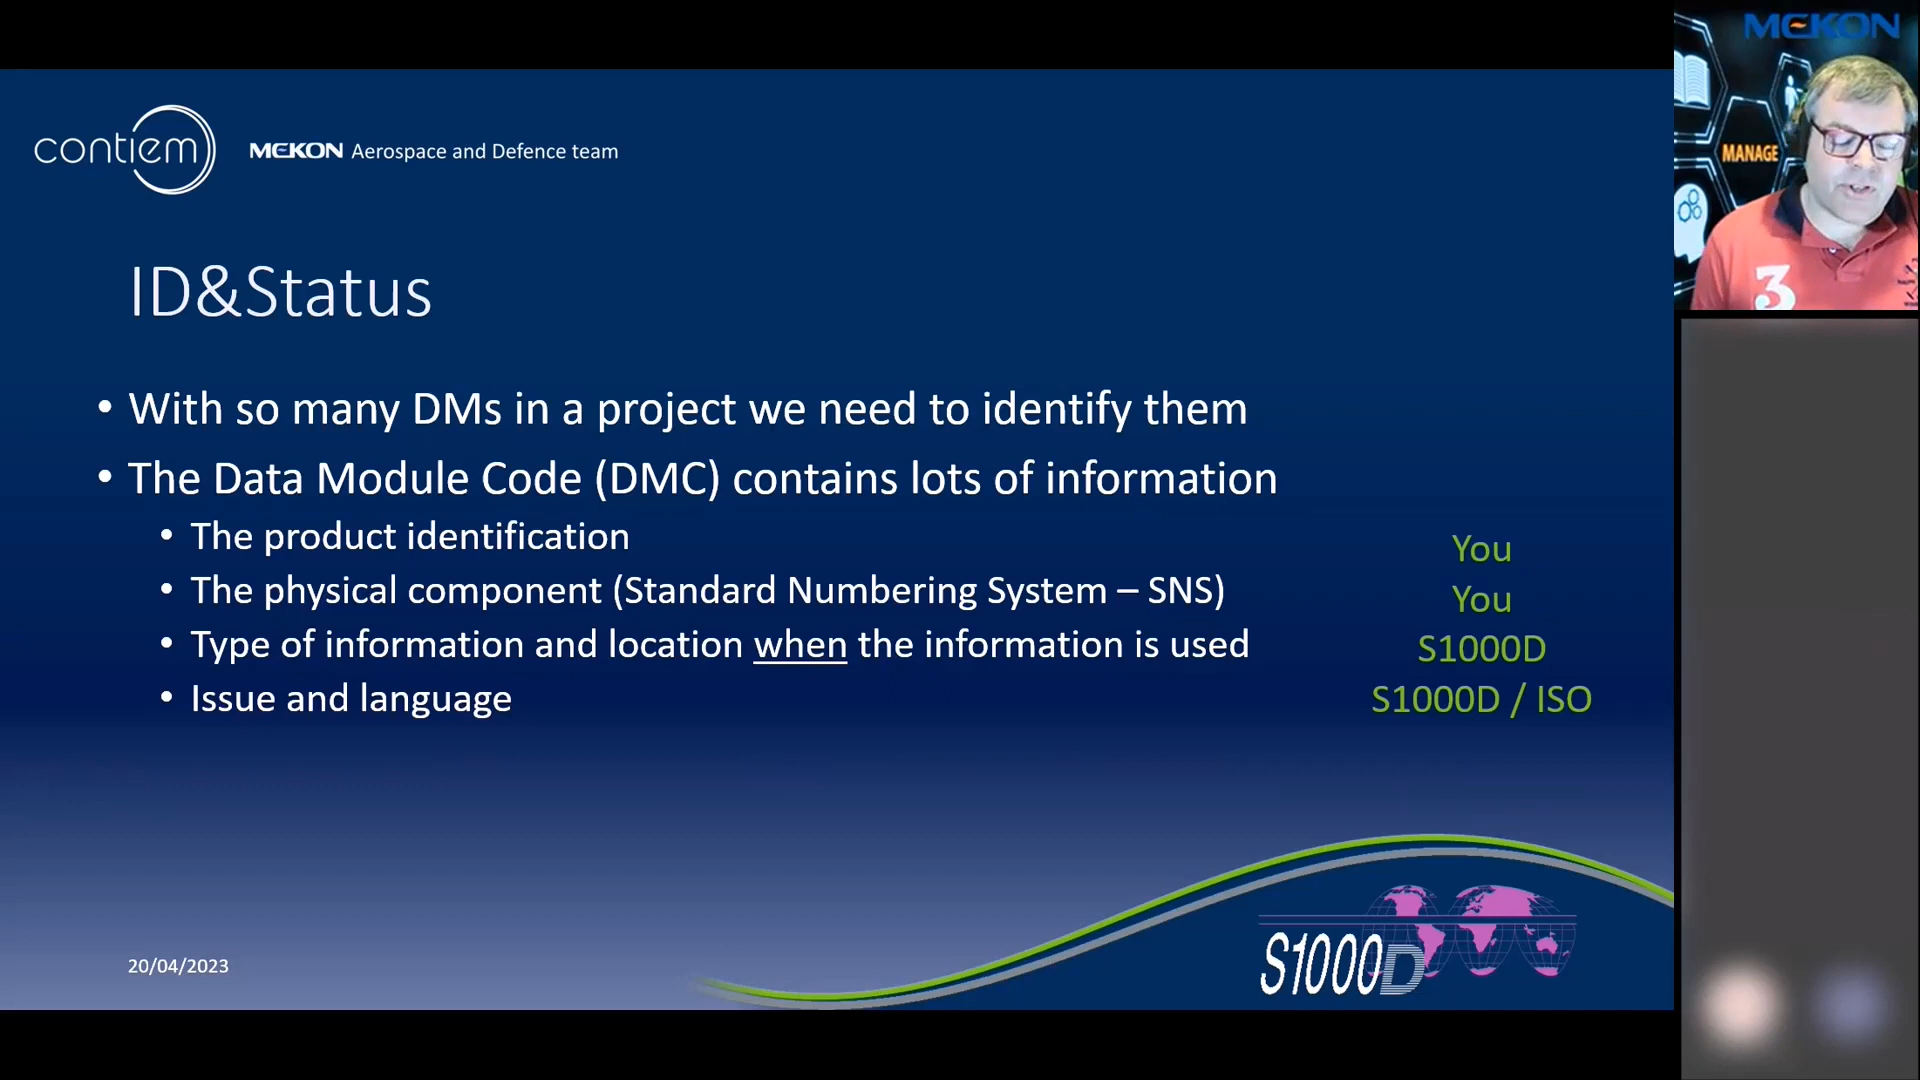 MEKON
MANAGE
3
contiem
MEKON Aerospace and Defence team
ID&Status
• With so many DMs in a project we need to identify them
• The Data Module Code (DMC) contains lots of information
• The product identification
You
• The physical component (Standard Numbering System – SNS)
You
• Type of information and location when the information is used
S1000D
• Issue and language
S1000D / ISO
20/04/2023
S1000D